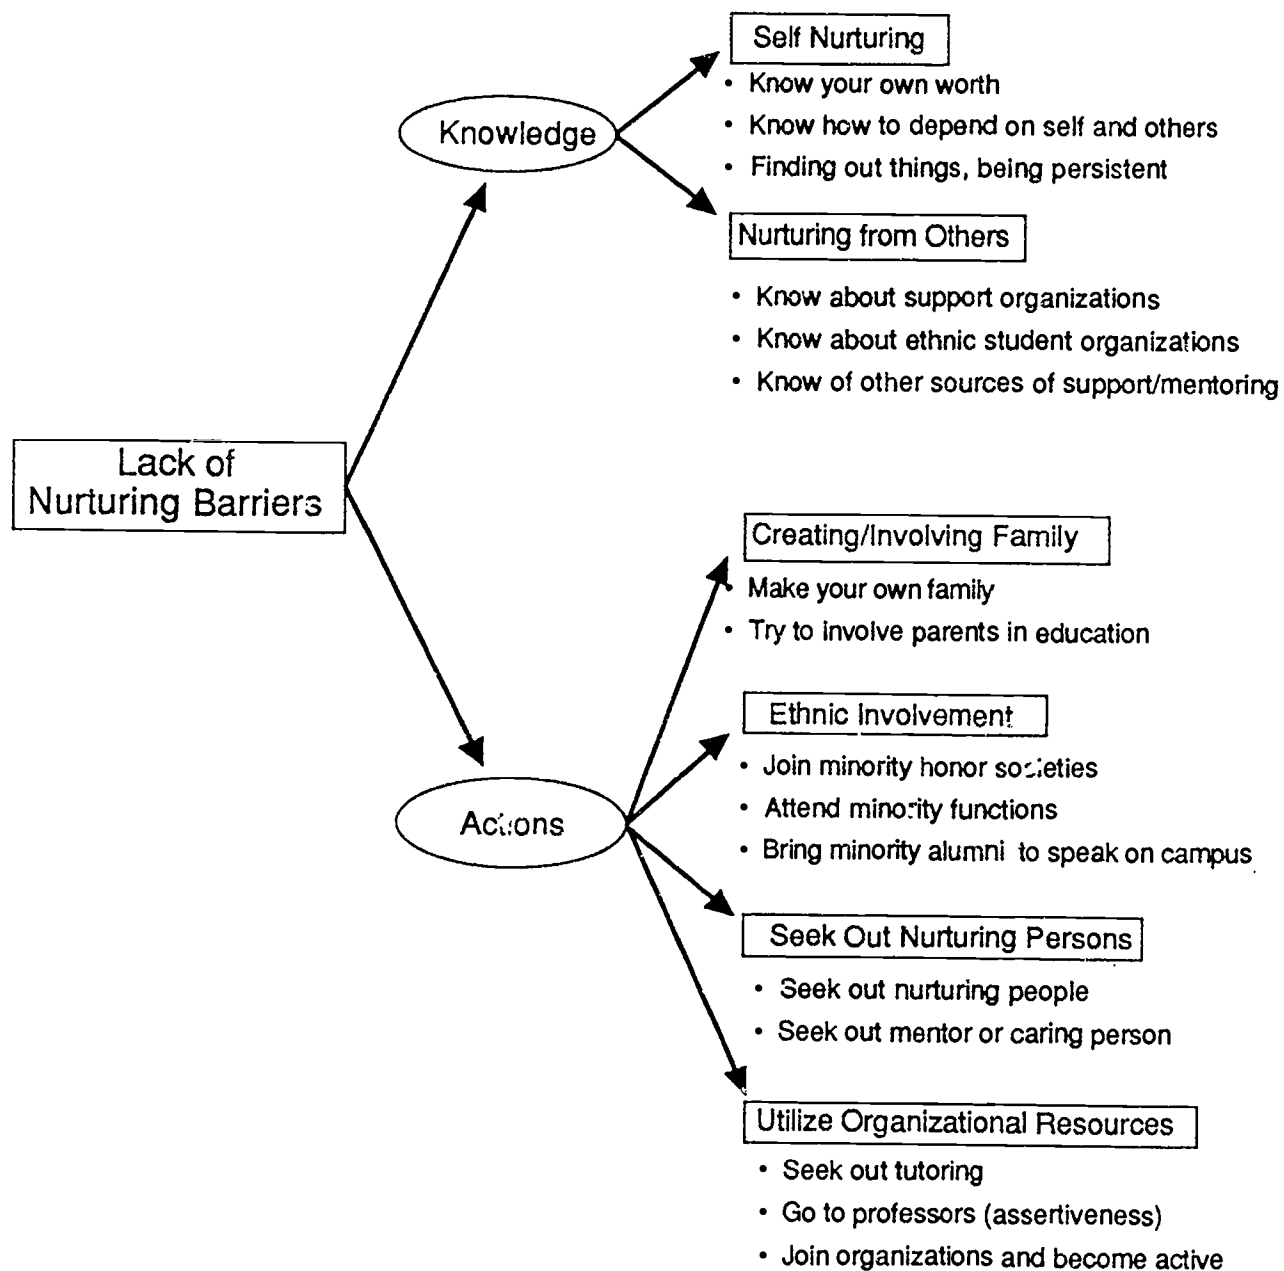 Self Nurturing
• Know your own worth
• Know how to depend on self and others
• Finding out things, being persistent
Knowledge
Nurturing from Others
• Know about support organizations
• Know about ethnic student organizations
• Know of other sources of support/mentoring
Lack of
Nurturing Barriers
Creating/Involving Family
• Make your own family
• Try to involve parents in education
Ethnic Involvement
• Join minority honor societies
• Attend minority functions
• Bring minority alumni to speak on campus
Actions
Seek Out Nurturing Persons
• Seek out nurturing people
• Seek out mentor or caring person
Utilize Organizational Resources
• Seek out tutoring
• Go to professors (assertiveness)
• Join organizations and become active